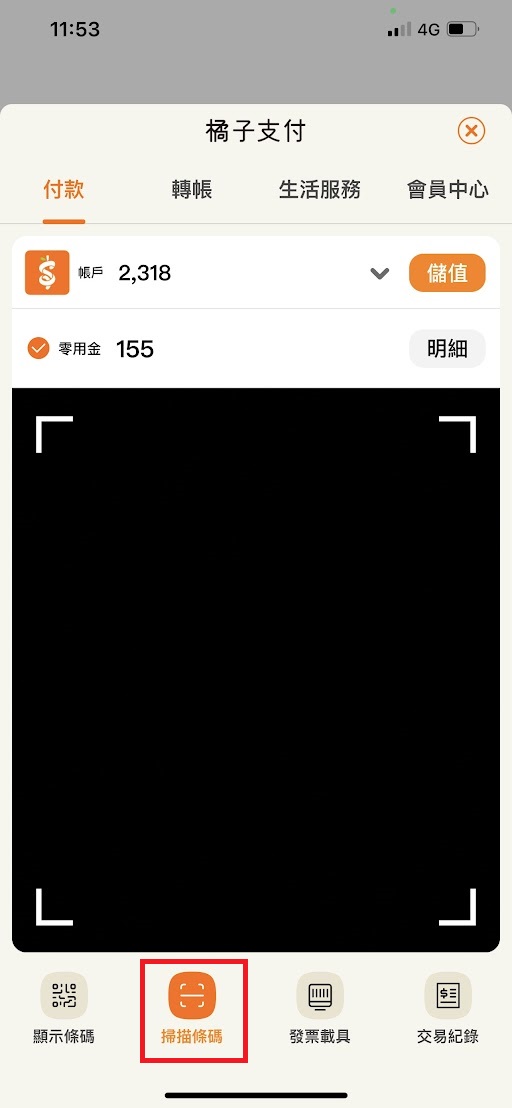 11:53
4G
橘子支付
付款 轉帳 生活服務 會員中心
帳戶 2,318 儲值
零用金 155 明細
顯示條碼 掃描條碼 發票載具 交易紀錄